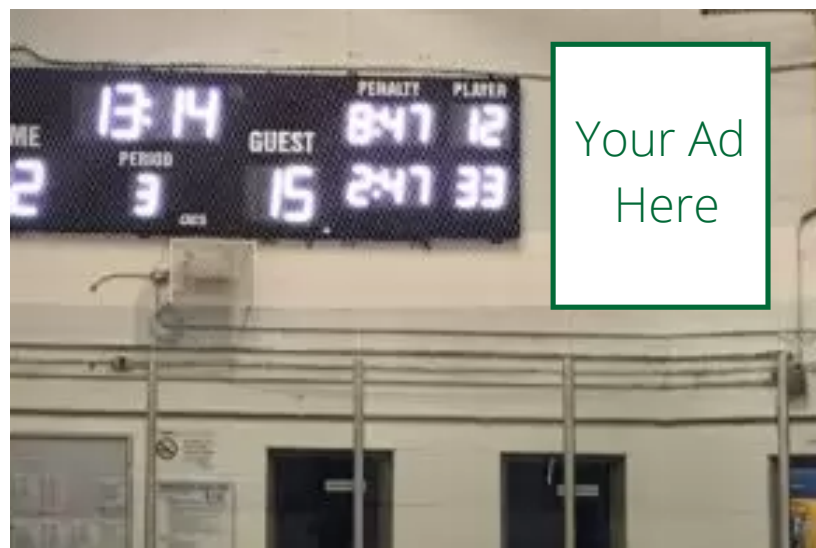 PENALTY PLAYER
13:14 8:47 12
ME GUEST
PERIOD
2 3 15 2:47 33
Your Ad
Here